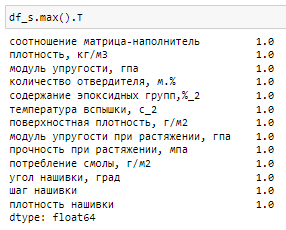 df_s.max().T
соотношение матрица-наполнитель 1.0
плотность, кг/м3 1.0
модуль упругости, гпа 1.0
количество отвердителя, м.% 1.0
содержание эпоксидных групп,%_2 1.0
температура вспышки, с_2 1.0
поверхностная плотность, г/м2 1.0
модуль упругости при растяжении, гпа 1.0
прочность при растяжении, мпа 1.0
потребление смолы, г/м2 1.0
угол нашивки, град 1.0
шаг нашивки 1.0
плотность нашивки 1.0
dtype: float64